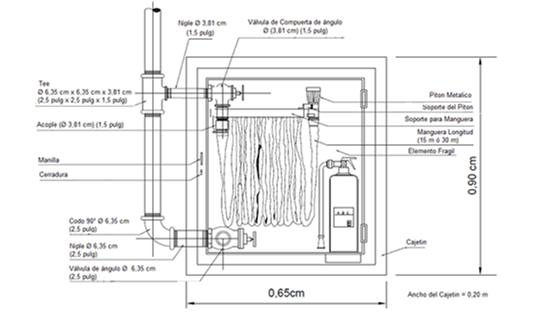 Niple Ø 3,81 cm
(1,5 pulg)
Válvula de Compuerta de ángulo
Ø (3,81 cm) (1,5 pulg)
Tee
Ø 6,35 cm x 6,35 cm x 3,81 cm
(2,5 pulg x 2,5 pulg x 1,5 pulg)
Acople (Ø 3,81 cm) (1,5 pulg)
Manilla
Cerradura
Codo 90° Ø 6,35 cm
(2.5 pulg)
Niple Ø 6,35 cm
(2,5 pulg)
Válvula de ángulo Ø 6,35 cm
(2.5 pulg)
Piton Metalico
Soporte del Piton
Soporte para Manguera
Manguera Longitud
(15 m ó 30 m)
Elemento Fragil
A B C
Cajetin
0,90 cm
0,65cm
Ancho del Cajetin = 0,20 m